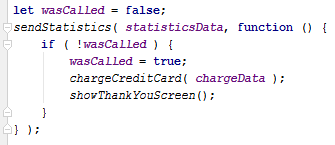 let wasCalled = false;
sendStatistics( statisticsData, function () {
    if ( !wasCalled ) {
        wasCalled = true;
        chargeCreditCard( chargeData );
        showThankYouScreen();
    }
} );